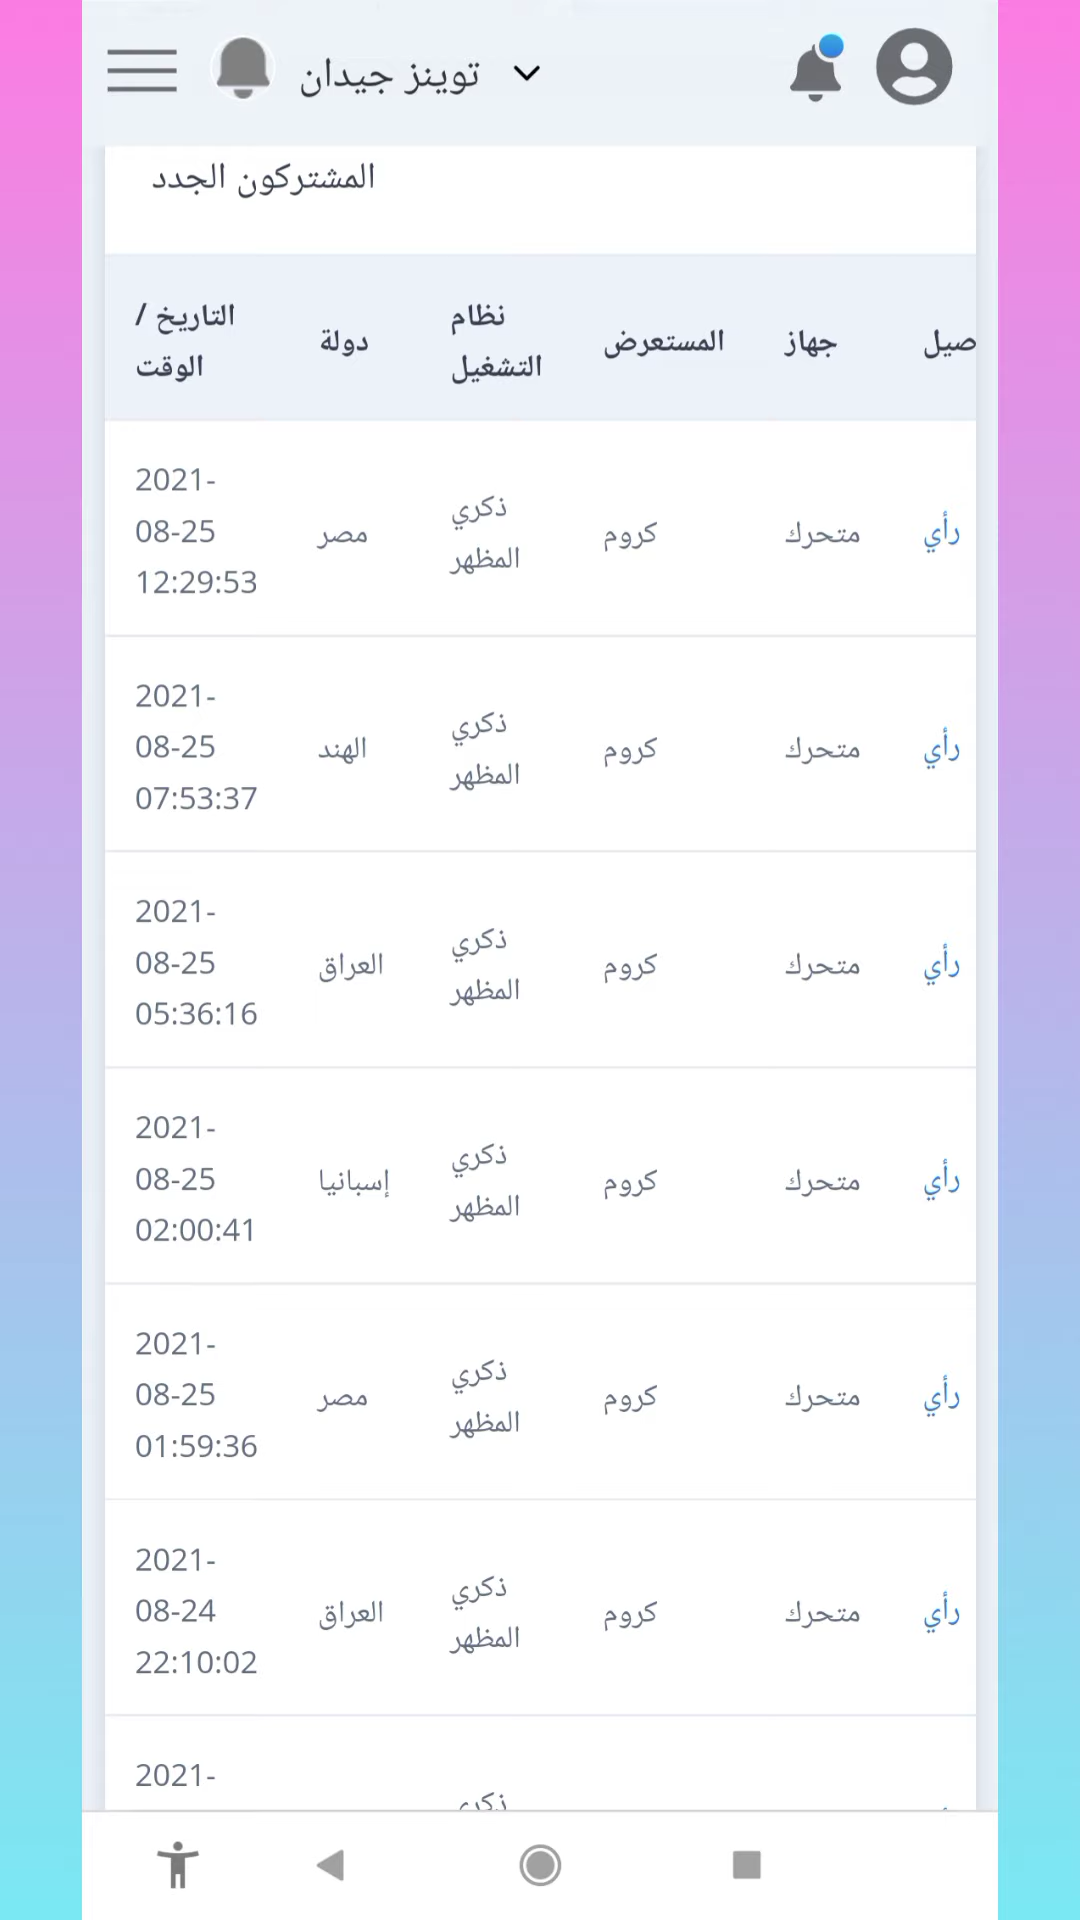 توينز جيدان
المشتركون الجدد
التاريخ / الوقت
دولة
نظام التشغيل
المستعرض
جهاز
صيل
2021-08-25 12:29:53
مصر
ذكري المظهر
كروم
متحرك
رأي
2021-08-25 07:53:37
الهند
ذكري المظهر
كروم
متحرك
رأي
2021-08-25 05:36:16
العراق
ذكري المظهر
كروم
متحرك
رأي
2021-08-25 02:00:41
إسبانيا
ذكري المظهر
كروم
متحرك
رأي
2021-08-25 01:59:36
مصر
ذكري المظهر
كروم
متحرك
رأي
2021-08-24 22:10:02
العراق
ذكري المظهر
كروم
متحرك
رأي
2021-